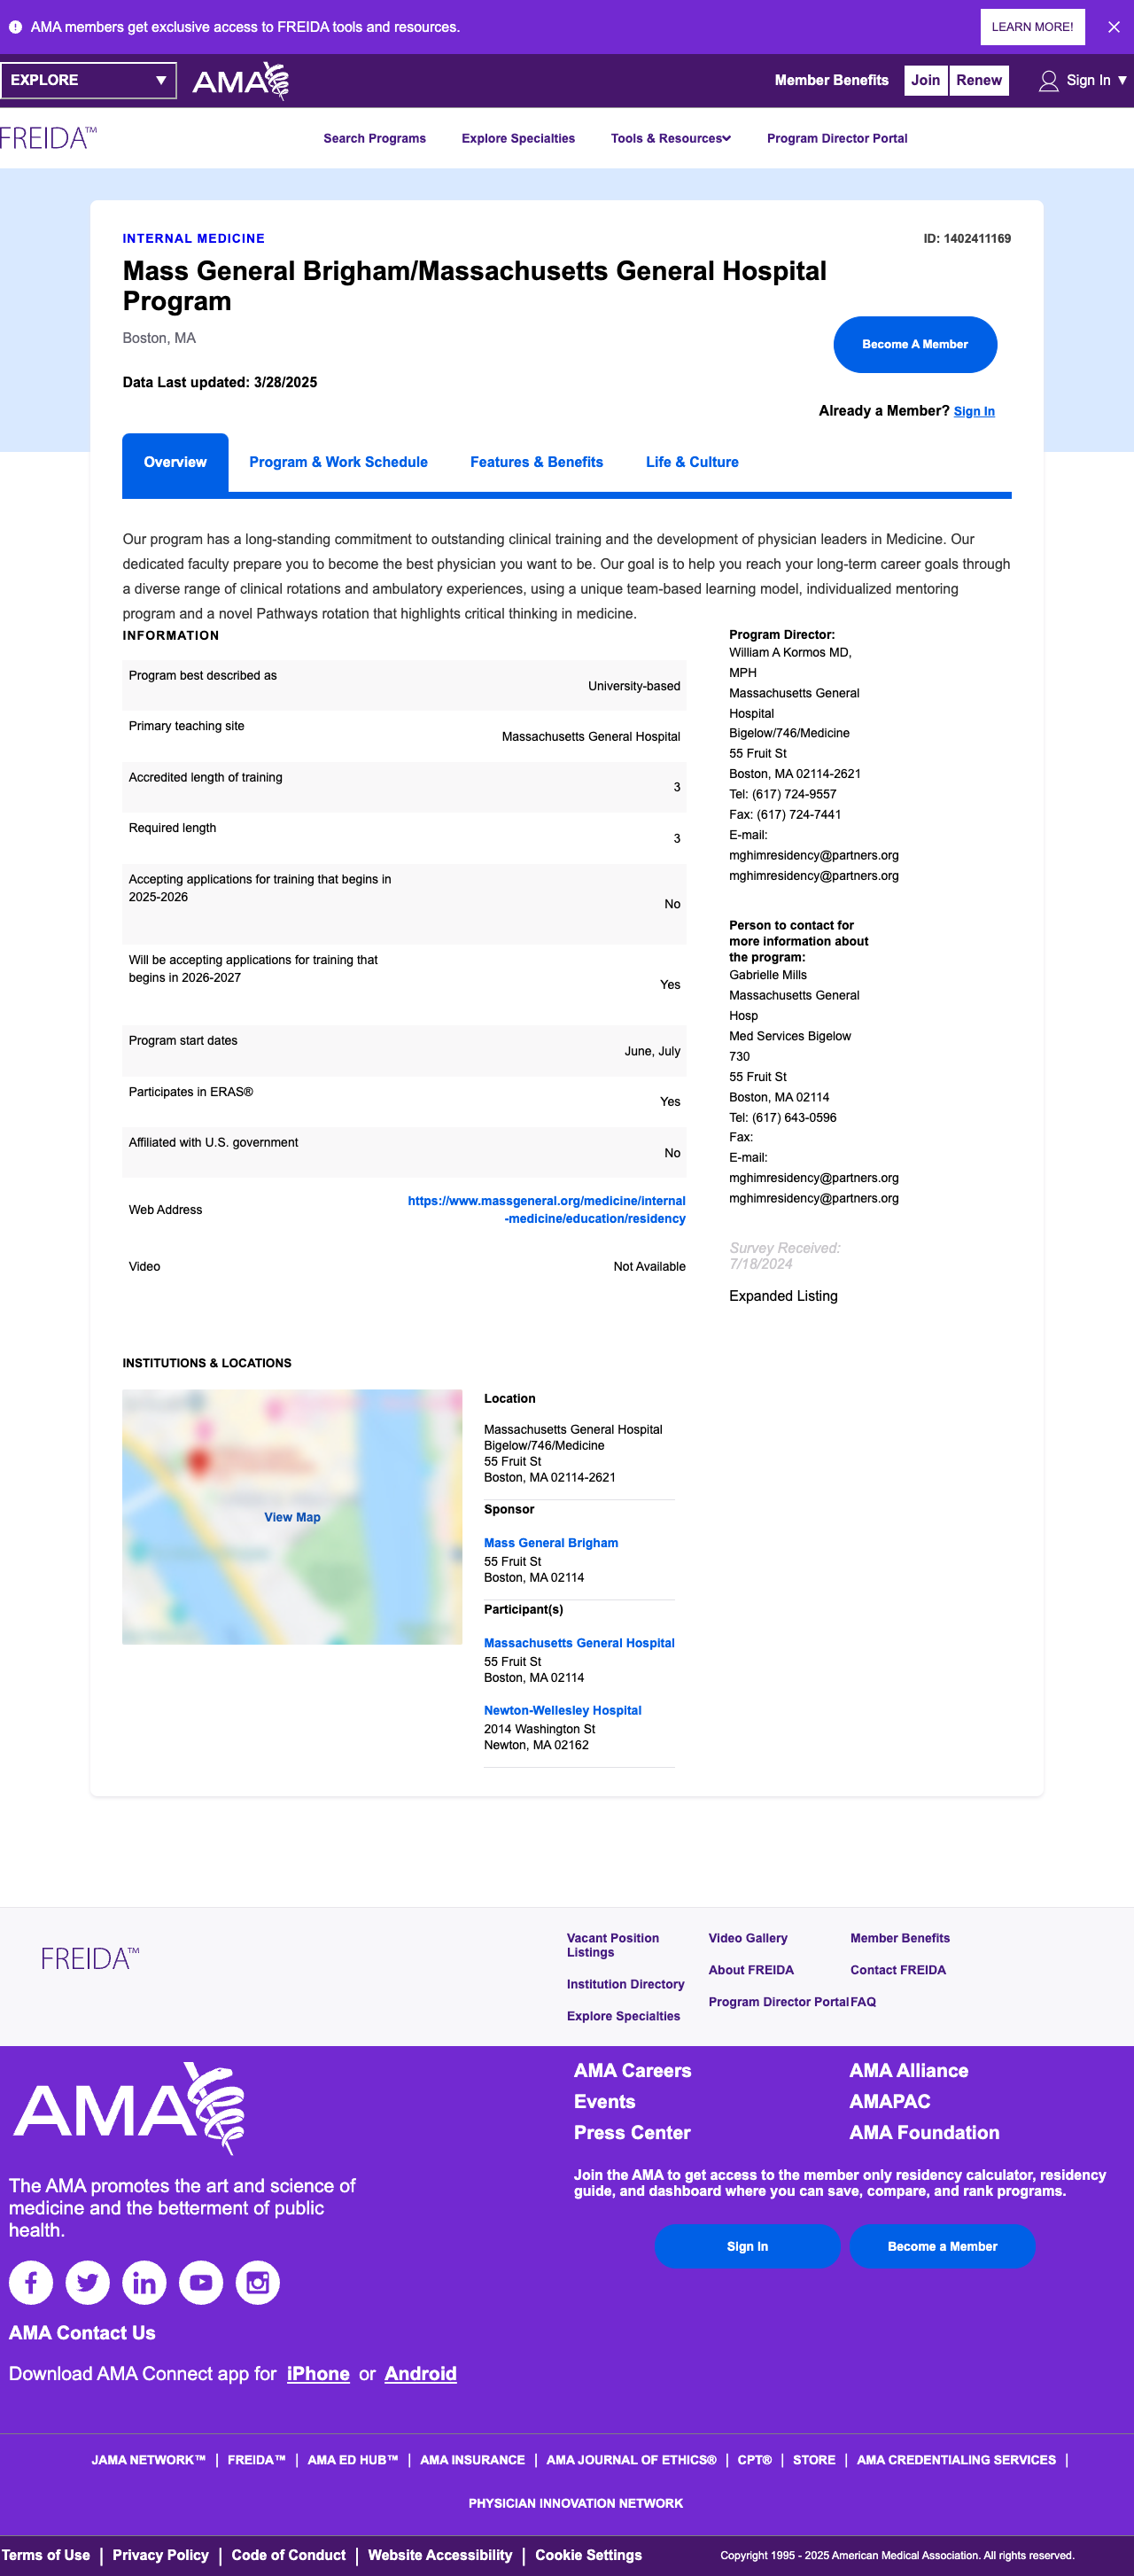 AMA members get exclusive access to FREIDA tools and resources.
LEARN MORE!
EXPLORE
AMA
Member Benefits
Join
Renew
Sign In
FREIDA™
Search Programs
Explore Specialties
Tools & Resources
Program Director Portal
INTERNAL MEDICINE
ID: 1402411169
Mass General Brigham/Massachusetts General Hospital
Program
Boston, MA
Become A Member
Data Last updated: 3/28/2025
Already a Member? Sign In
Overview
Program & Work Schedule
Features & Benefits
Life & Culture
Our program has a long-standing commitment to outstanding clinical training and the development of physician leaders in Medicine. Our
dedicated faculty prepare you to become the best physician you want to be. Our goal is to help you reach your long-term career goals through
a diverse range of clinical rotations and ambulatory experiences, using a unique team-based learning model, individualized mentoring
program and a novel Pathways rotation that highlights critical thinking in medicine.
INFORMATION
Program best described as
University-based
Primary teaching site
Massachusetts General Hospital
Accredited length of training
3
Required length
3
Accepting applications for training that begins in
2025-2026
No
Will be accepting applications for training that
begins in 2026-2027
Yes
Program start dates
June, July
Participates in ERAS®
Yes
Affiliated with U.S. government
No
Web Address
https://www.massgeneral.org/medicine/internal
-medicine/education/residency
Video
Not Available
Program Director:
William A Kormos MD,
MPH
Massachusetts General
Hospital
Bigelow/746/Medicine
55 Fruit St
Boston, MA 02114-2621
Tel: (617) 724-9557
Fax: (617) 724-7441
E-mail:
mghimresidency@partners.org
mghimresidency@partners.org
Person to contact for
more information about
the program:
Gabrielle Mills
Massachusetts General
Hosp
Med Services Bigelow
730
55 Fruit St
Boston, MA 02114
Tel: (617) 643-0596
Fax:
E-mail:
mghimresidency@partners.org
mghimresidency@partners.org
Survey Received:
7/18/2024
Expanded Listing
INSTITUTIONS & LOCATIONS
View Map
Location
Massachusetts General Hospital
Bigelow/746/Medicine
55 Fruit St
Boston, MA 02114-2621
Sponsor
Mass General Brigham
55 Fruit St
Boston, MA 02114
Participant(s)
Massachusetts General Hospital
55 Fruit St
Boston, MA 02114
Newton-Wellesley Hospital
2014 Washington St
Newton, MA 02162
FREIDA™
Vacant Position
Listings
Institution Directory
Explore Specialties
Video Gallery
About FREIDA
Program Director Portal
Member Benefits
Contact FREIDA
FAQ
AMA
The AMA promotes the art and science of
medicine and the betterment of public
health.
AMA Contact Us
Download AMA Connect app for iPhone or Android
AMA Careers
Events
Press Center
AMA Alliance
AMAPAC
AMA Foundation
Join the AMA to get access to the member only residency calculator, residency
guide, and dashboard where you can save, compare, and rank programs.
Sign In
Become a Member
JAMA NETWORK™ | FREIDA™ | AMA ED HUB™ | AMA INSURANCE | AMA JOURNAL OF ETHICS® | CPT® | STORE | AMA CREDENTIALING SERVICES |
PHYSICIAN INNOVATION NETWORK
Terms of Use | Privacy Policy | Code of Conduct | Website Accessibility | Cookie Settings
Copyright 1995 - 2025 American Medical Association. All rights reserved.